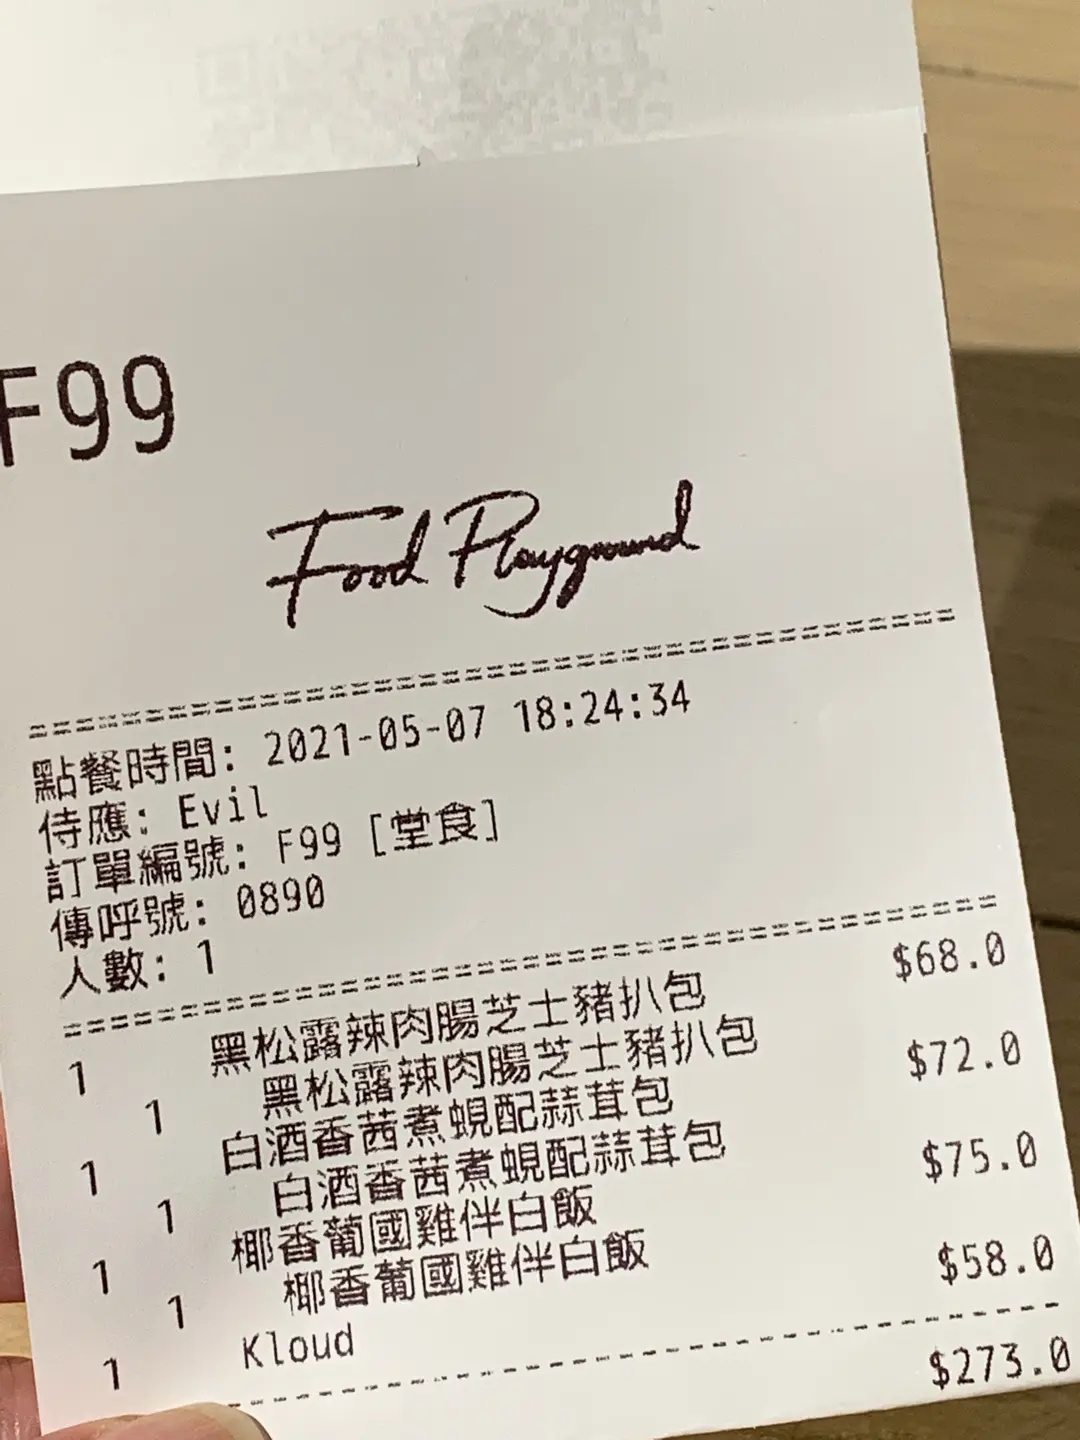 F99
Food Playground
點餐時間: 2021-05-07 18:24:34
侍應: Evil
訂單編號: F99 [堂食]
傳呼號: 0890
人數: 1
1 黑松露辣肉腸芝士豬扒包 $68.0
1 黑松露辣肉腸芝士豬扒包
1 白酒香茜煮蜆配蒜茸包 $72.0
1 白酒香茜煮蜆配蒜茸包
1 椰香葡國雞伴白飯 $75.0
1 椰香葡國雞伴白飯
1 Kloud $58.0
$273.0